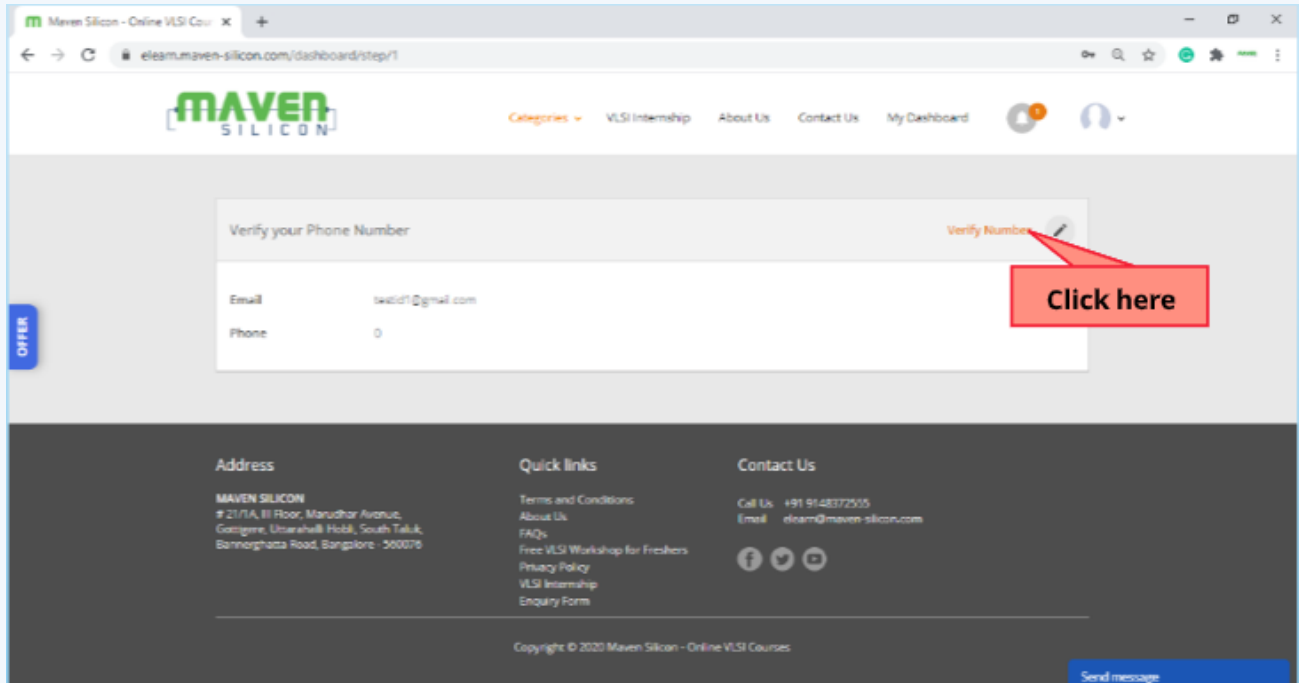 Maven Silicon - Online VLSI Cour
elearn.maven-silicon.com/dashboard/step/1
MAVEN
SILICON
Categories
VLSI Internship
About Us
Contact Us
My Dashboard
Verify your Phone Number
Verify Number
Click here
Email testid1@gmail.com
Phone 0
OFFER
Address
MAVEN SILICON
# 21/1A, III Floor, Marudhar Avenue,
Gottigere, Uttarahalli Hobli, South Taluk,
Bannerghatta Road, Bangalore - 560076
Quick links
Terms and Conditions
About Us
FAQs
Free VLSI Workshop for Freshers
Privacy Policy
VLSI Internship
Enquiry Form
Contact Us
Call Us +91 9148372555
Email elearn@maven-silicon.com
Copyright © 2020 Maven Silicon - Online VLSI Courses
Send message